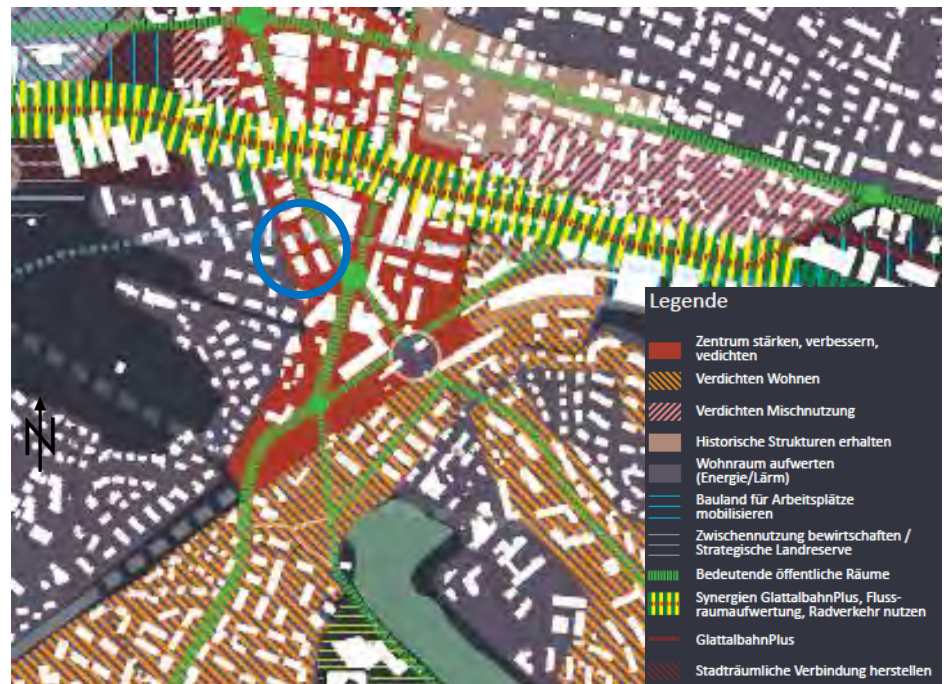 N
Legende
Zentrum stärken, verbessern,
vedichten
Verdichten Wohnen
Verdichten Mischnutzung
Historische Strukturen erhalten
Wohnraum aufwerten
(Energie/Lärm)
Bauland für Arbeitsplätze
mobilisieren
Zwischennutzung bewirtschaften /
Strategische Landreserve
Bedeutende öffentliche Räume
Synergien GlattalbahnPlus, Fluss-
raumaufwertung, Radverkehr nutzen
GlattalbahnPlus
Stadträumliche Verbindung herstellen